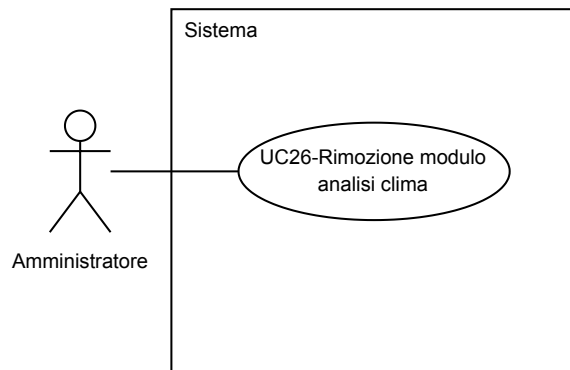 Sistema
UC26-Rimozione modulo
analisi clima
Amministratore